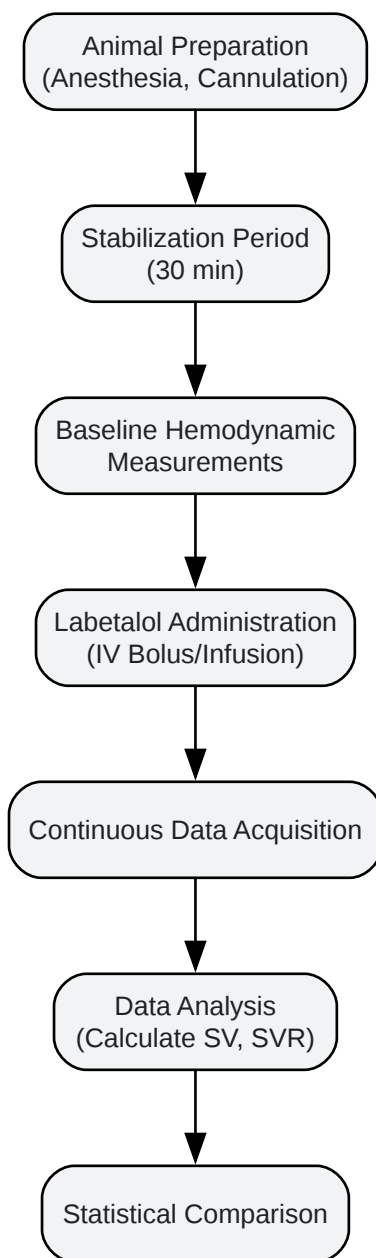 Animal Preparation
(Anesthesia, Cannulation)
Stabilization Period
(30 min)
Baseline Hemodynamic
Measurements
Labetalol Administration
(IV Bolus/Infusion)
Continuous Data Acquisition
Data Analysis
(Calculate SV, SVR)
Statistical Comparison